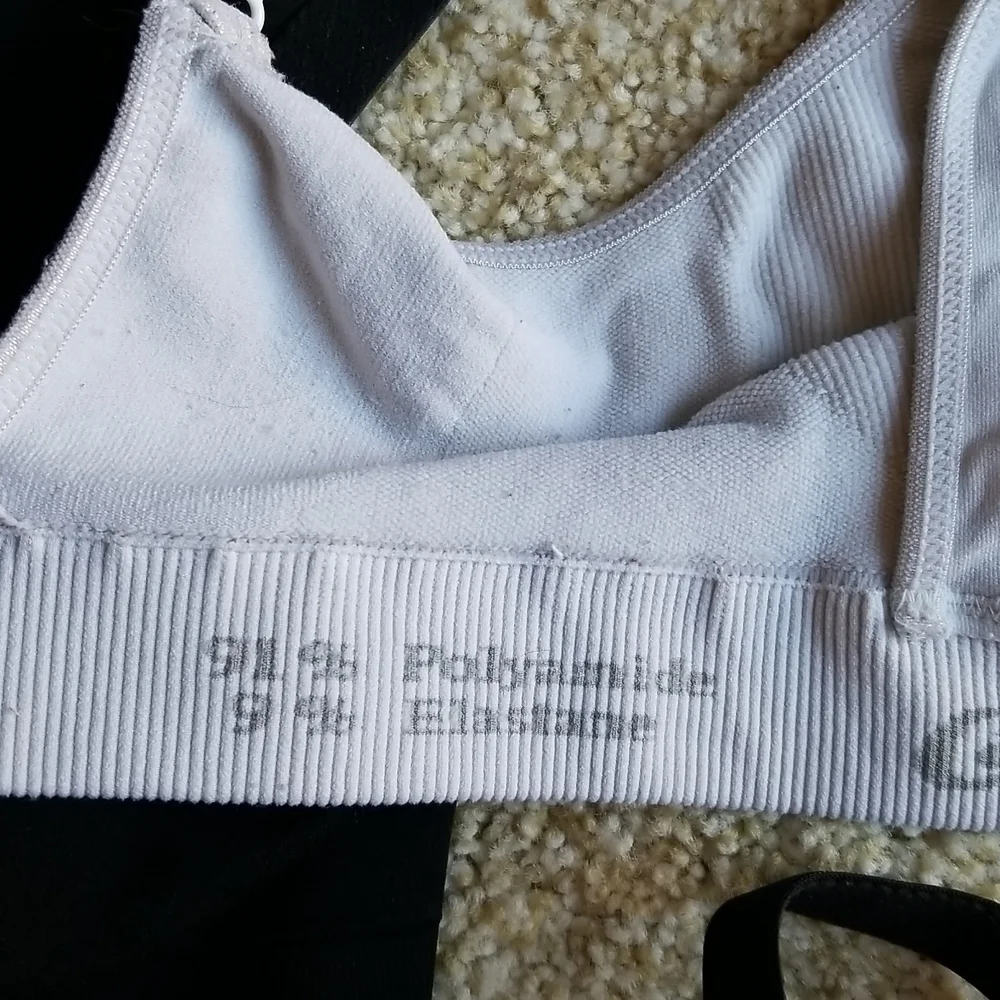 91 % Polyamide
9 % Elastane